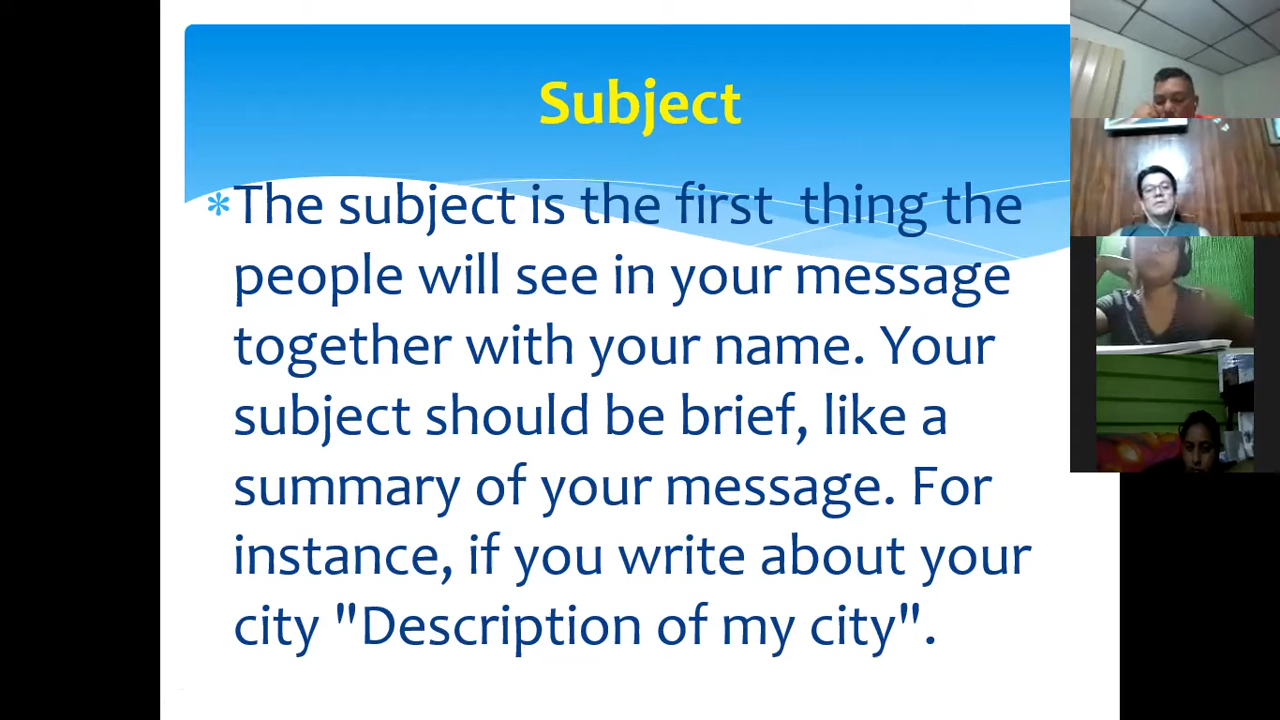 Subject
*The subject is the first  thing the
people will see in your message
together with your name. Your
subject should be brief, like a
summary of your message. For
instance, if you write about your
city "Description of my city".